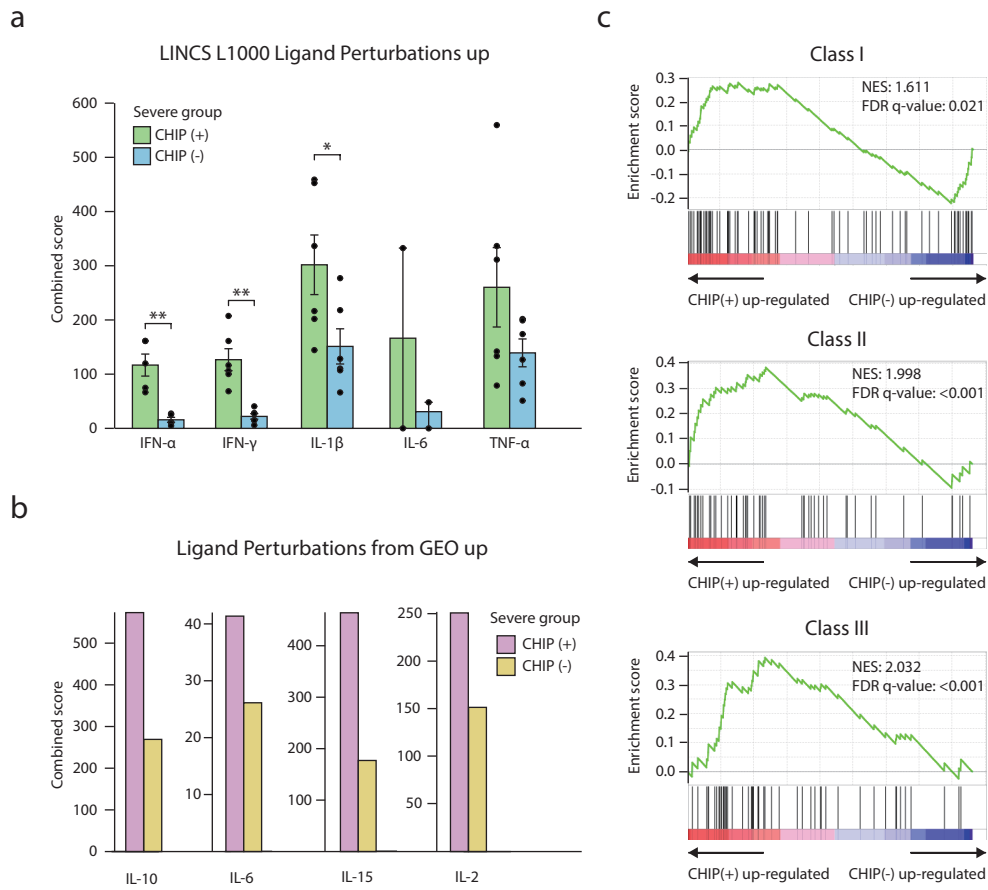 a
LINCS L1000 Ligand Perturbations up
Combined score
600
500
400
300
200
100
0
Severe group
CHIP (+)
CHIP (-)
**
**
*
IFN-α
IFN-γ
IL-1β
IL-6
TNF-α
b
Ligand Perturbations from GEO up
Combined score
500
400
300
200
100
0
40
30
20
10
400
300
200
100
250
200
150
100
50
Severe group
CHIP (+)
CHIP (-)
IL-10
IL-6
IL-15
IL-2
c
Class I
Enrichment score
0.3
0.2
0.1
0.0
-0.1
-0.2
NES: 1.611
FDR q-value: 0.021
CHIP(+) up-regulated
CHIP(-) up-regulated
Class II
Enrichment score
0.4
0.3
0.2
0.1
0.0
-0.1
NES: 1.998
FDR q-value: <0.001
CHIP(+) up-regulated
CHIP(-) up-regulated
Class III
Enrichment score
0.4
0.3
0.2
0.1
0.0
NES: 2.032
FDR q-value: <0.001
CHIP(+) up-regulated
CHIP(-) up-regulated